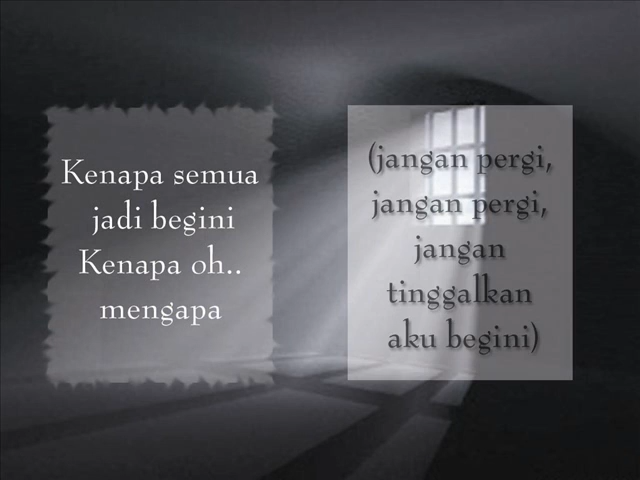 Kenapa semua
jadi begini
Kenapa oh..
mengapa
(jangan pergi,
jangan pergi,
jangan
tinggalkan
aku begini)